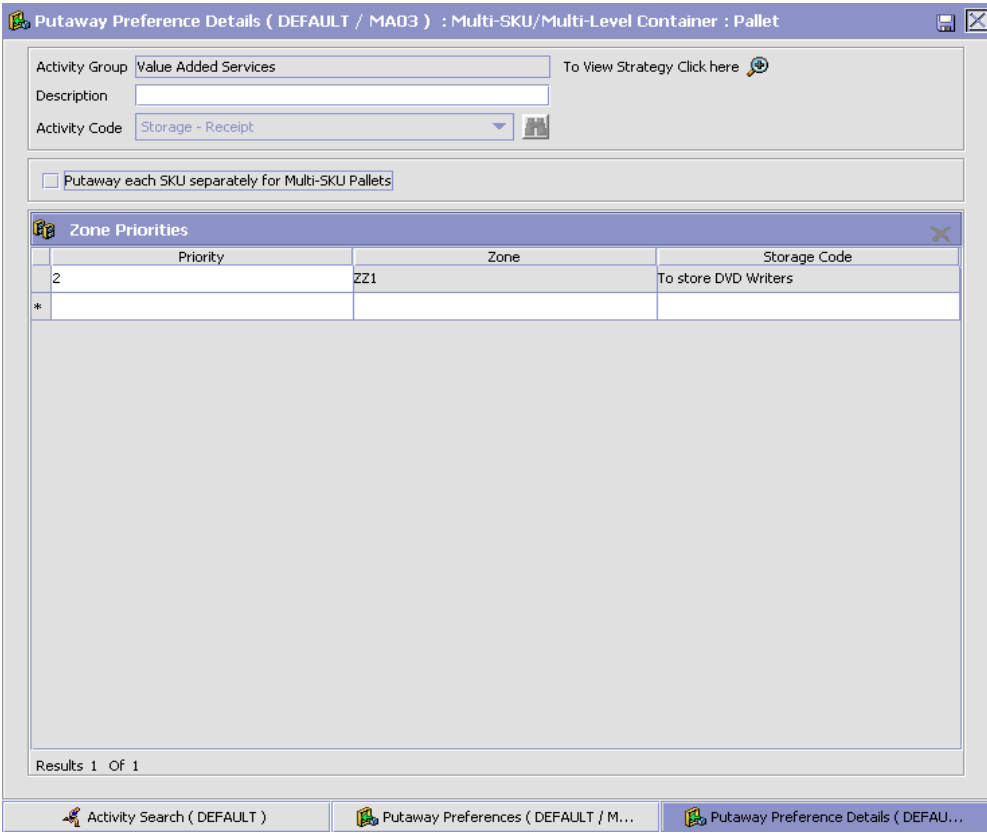 Putaway Preference Details ( DEFAULT / MA03 ) : Multi-SKU/Multi-Level Container : Pallet
Activity Group Value Added Services To View Strategy Click here
Description
Activity Code Storage - Receipt
Putaway each SKU separately for Multi-SKU Pallets
Zone Priorities
Priority Zone Storage Code
2 ZZ1 To store DVD Writers
*
Results 1 Of 1
Activity Search ( DEFAULT ) Putaway Preferences ( DEFAULT / M... Putaway Preference Details ( DEFAU...